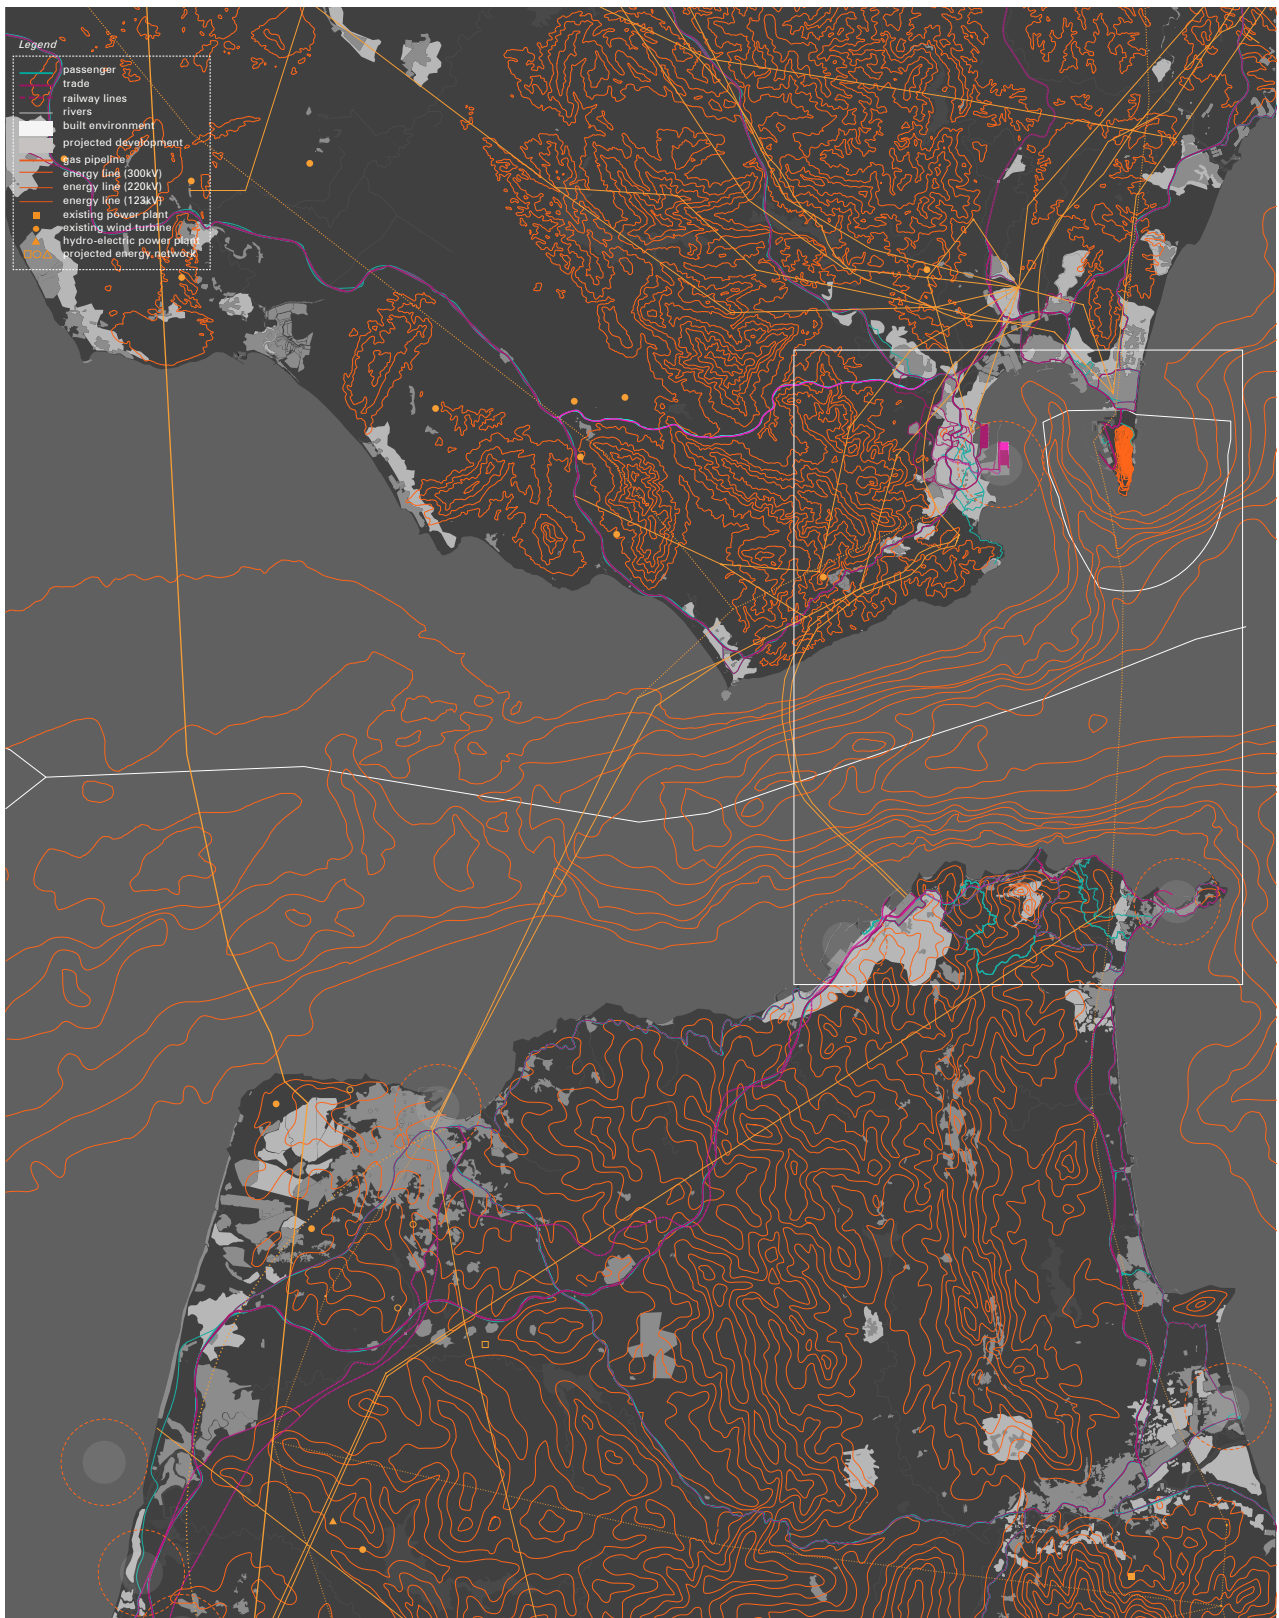 Legend
passenger
trade
railway lines
rivers
built environment
projected development
gas pipeline
energy line (300kV)
energy line (220kV)
energy line (123kV)
existing power plant
existing wind turbine
hydro-electric power plant
projected energy network